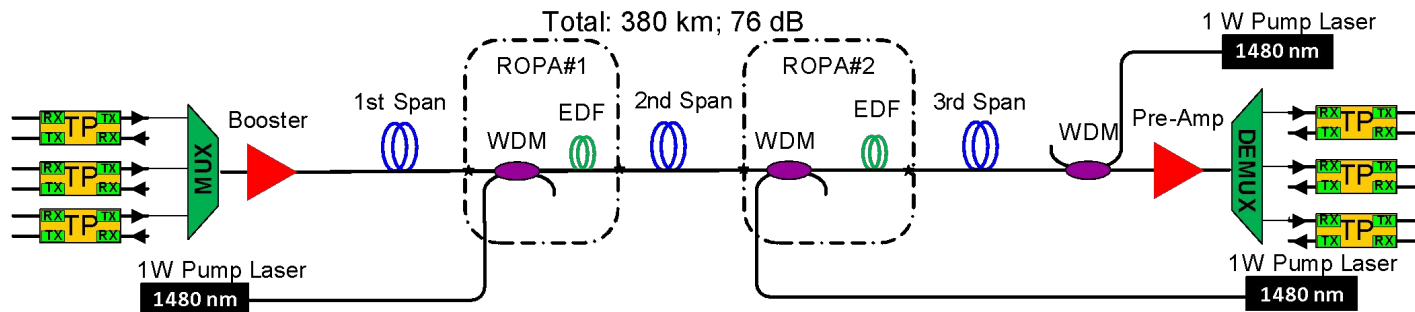 Total: 380 km; 76 dB
1 W Pump Laser
1480 nm
ROPA#1
ROPA#2
1st Span
EDF
2nd Span
EDF
3rd Span
Booster
WDM
WDM
WDM
Pre-Amp
RX TP TX
TX RX
RX TP TX
TX RX
RX TP TX
TX RX
MUX
DEMUX
RX TP TX
TX RX
RX TP TX
TX RX
RX TP TX
TX RX
1W Pump Laser
1480 nm
1W Pump Laser
1480 nm